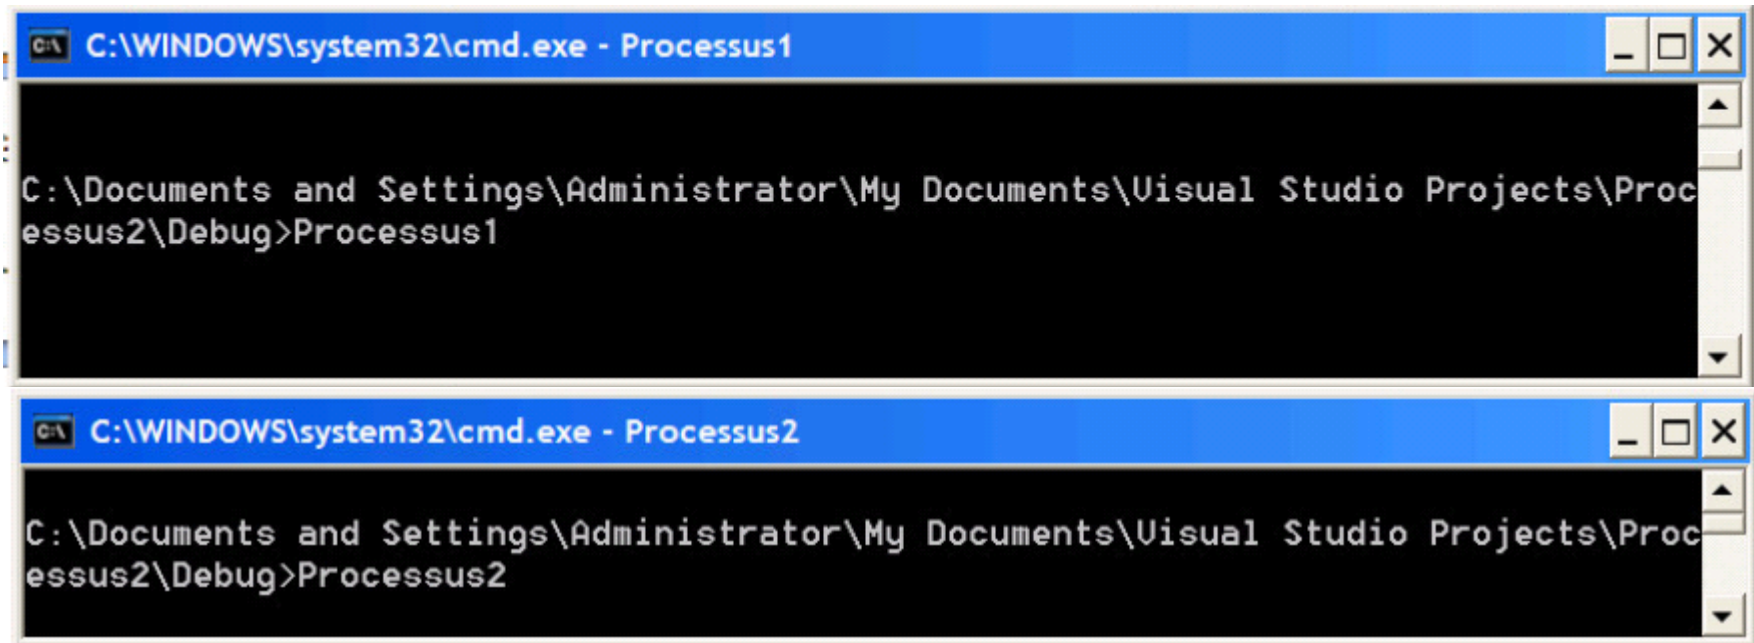 C:\WINDOWS\system32\cmd.exe - Processus1
C:\Documents and Settings\Administrator\My Documents\Visual Studio Projects\Proc
essus2\Debug>Processus1
C:\WINDOWS\system32\cmd.exe - Processus2
C:\Documents and Settings\Administrator\My Documents\Visual Studio Projects\Proc
essus2\Debug>Processus2